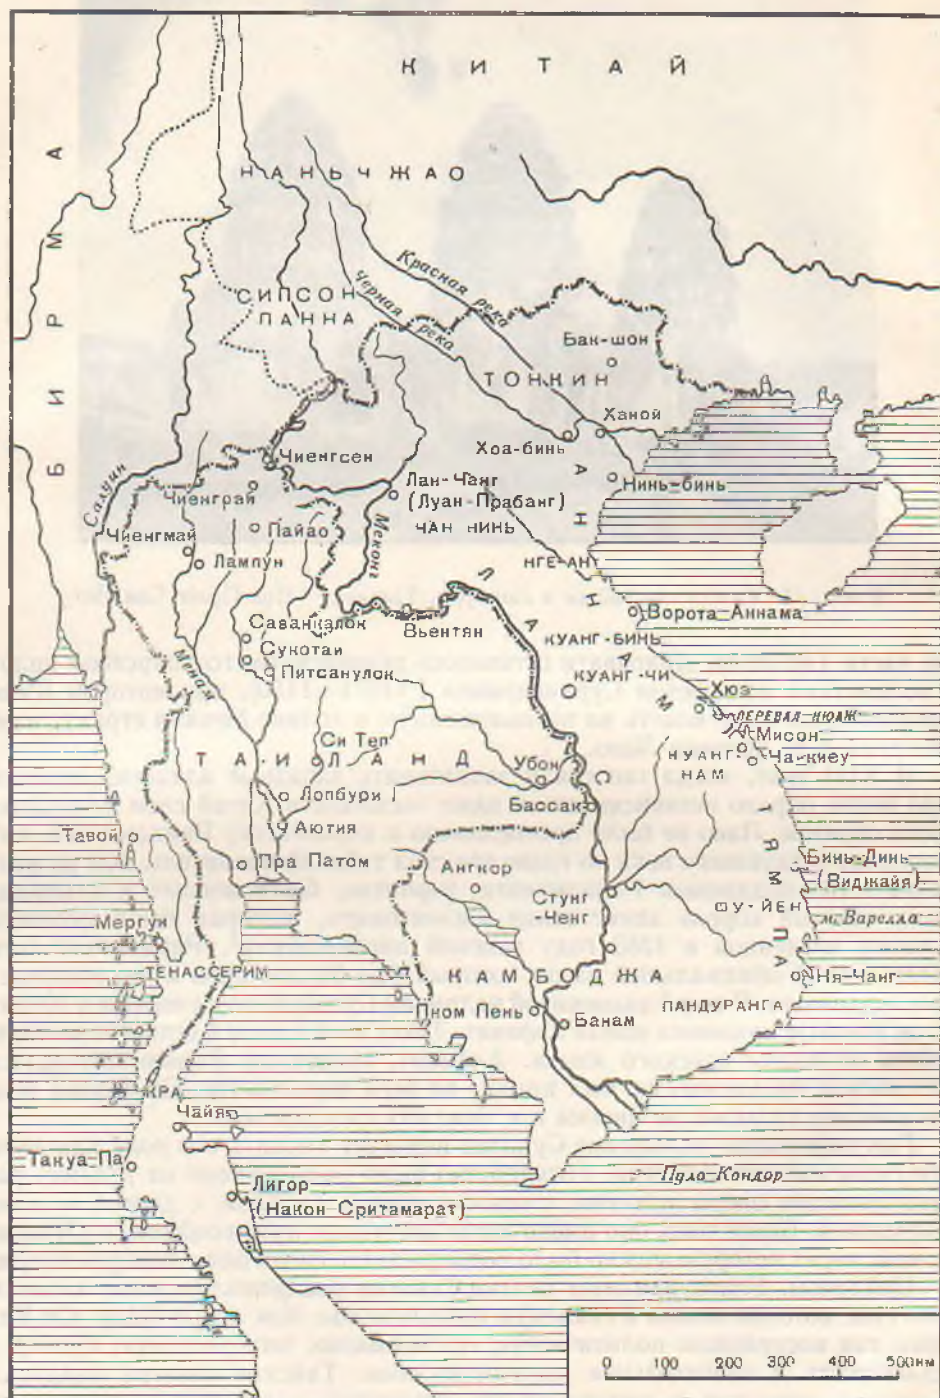 КИТАЙ
БИРМА
НАНЬЧЖАО
Красная река
Черная река
СИПСОН
ПАННА
Бак-шон
ТОНКИН
Ханой
Хоа-бинь
Чиенгсен
Нинь-бинь
Салуин
Лан-Чанг
(Луан-Прабанг)
Чиенграй
ЧАН НИНЬ
Пайао
Чиенгмай
Меконг
Лампун
НГЕ-АН
АННАМ
ЛАОС
Ворота-Аннама
Саванкалок
Вьентян
КУАНГ-БИНЬ
Сукотаи
Менам
Питсанулок
КУАНГ-ЧИ
Хюэ
ПЕРЕВАЛ НЮАЖ
Мисон
Си Теп
ТАИЛАНД
КУАНГ-
НАМ
Ча-киеу
Убон
Лопбури
Бассак
Аютия
Тавой
Пра Патом
Ангкор
Бинь-Динь
(Виджайя)
Стунг
-Ченг
ФУ-ЙЕН
Мергуи
м. Варелла
ТЯМПА
ТЕНАССЕРИМ
КАМБОДЖА
Ня-Чанг
ПАНДУРАНГА
Пном Пень
Банам
КРА
Чайя
Такуа Па
Пуло Кондор
Лигор
(Након Сритамарат)
0 100 200 300 500нм